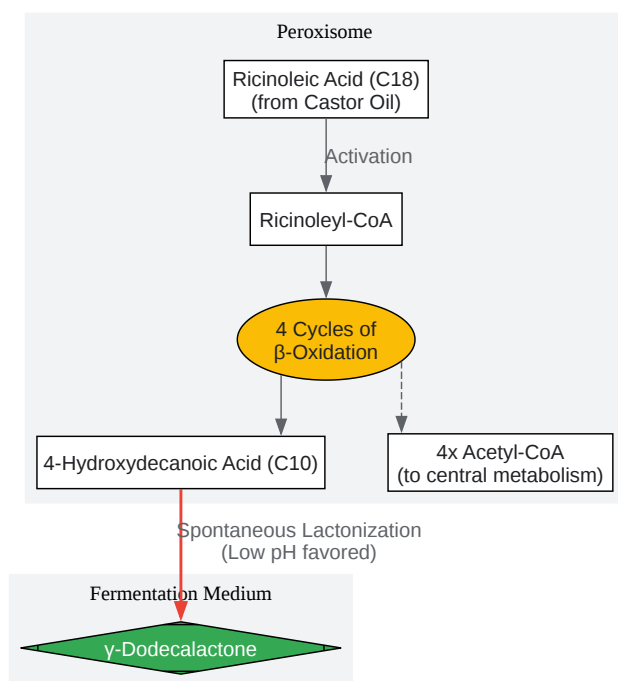 Peroxisome
Ricinoleic Acid (C18)
(from Castor Oil)
Activation
Ricinoleyl-CoA
4 Cycles of
β-Oxidation
4-Hydroxydecanoic Acid (C10)
4x Acetyl-CoA
(to central metabolism)
Spontaneous Lactonization
(Low pH favored)
Fermentation Medium
γ-Dodecalactone